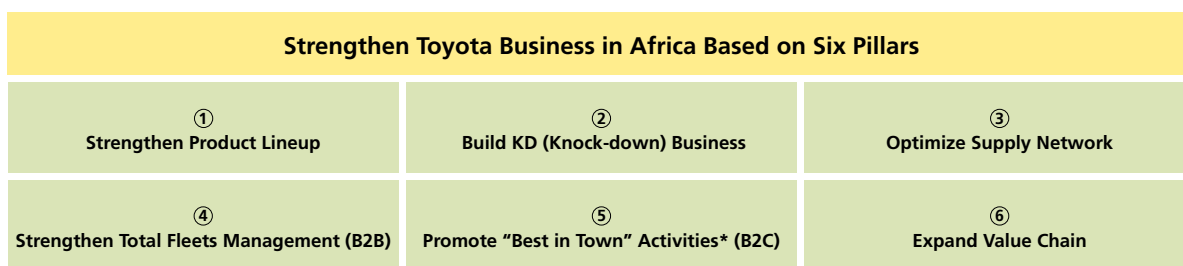 Strengthen Toyota Business in Africa Based on Six Pillars
①
Strengthen Product Lineup
②
Build KD (Knock-down) Business
③
Optimize Supply Network
④
Strengthen Total Fleets Management (B2B)
⑤
Promote “Best in Town” Activities* (B2C)
⑥
Expand Value Chain